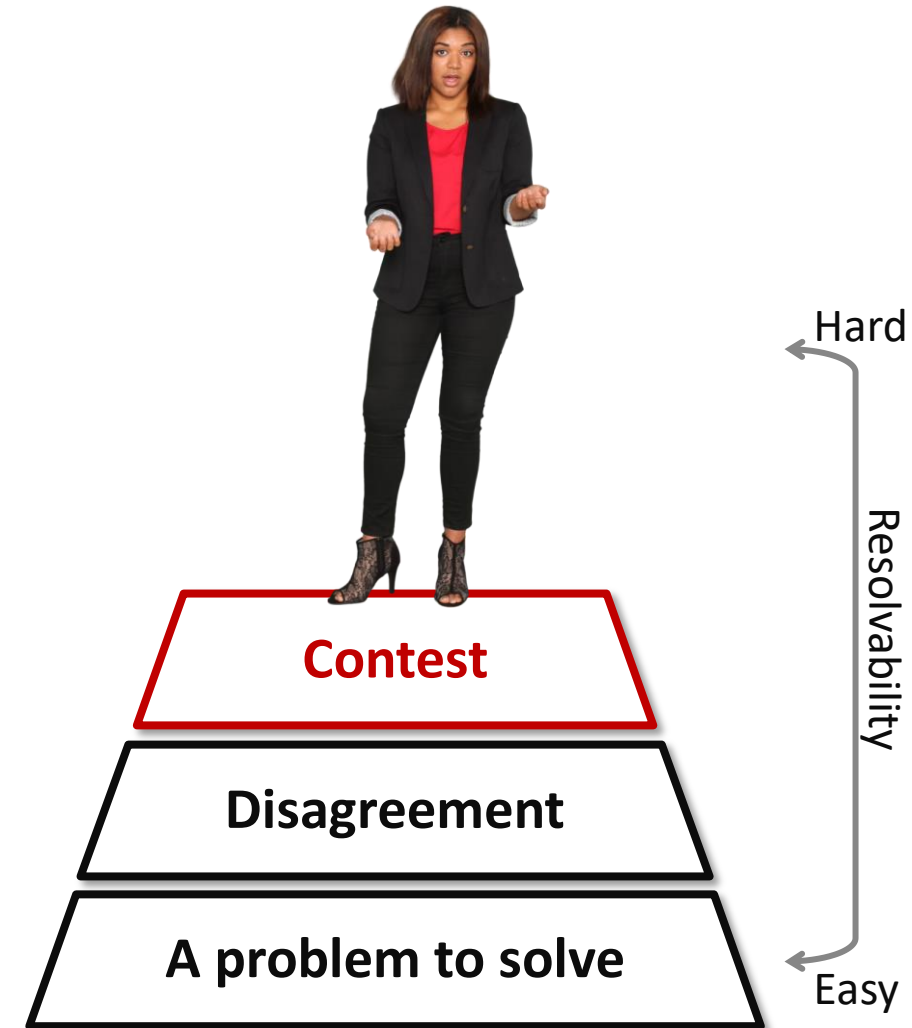 Hard
Resolvability
Contest
Disagreement
A problem to solve
Easy